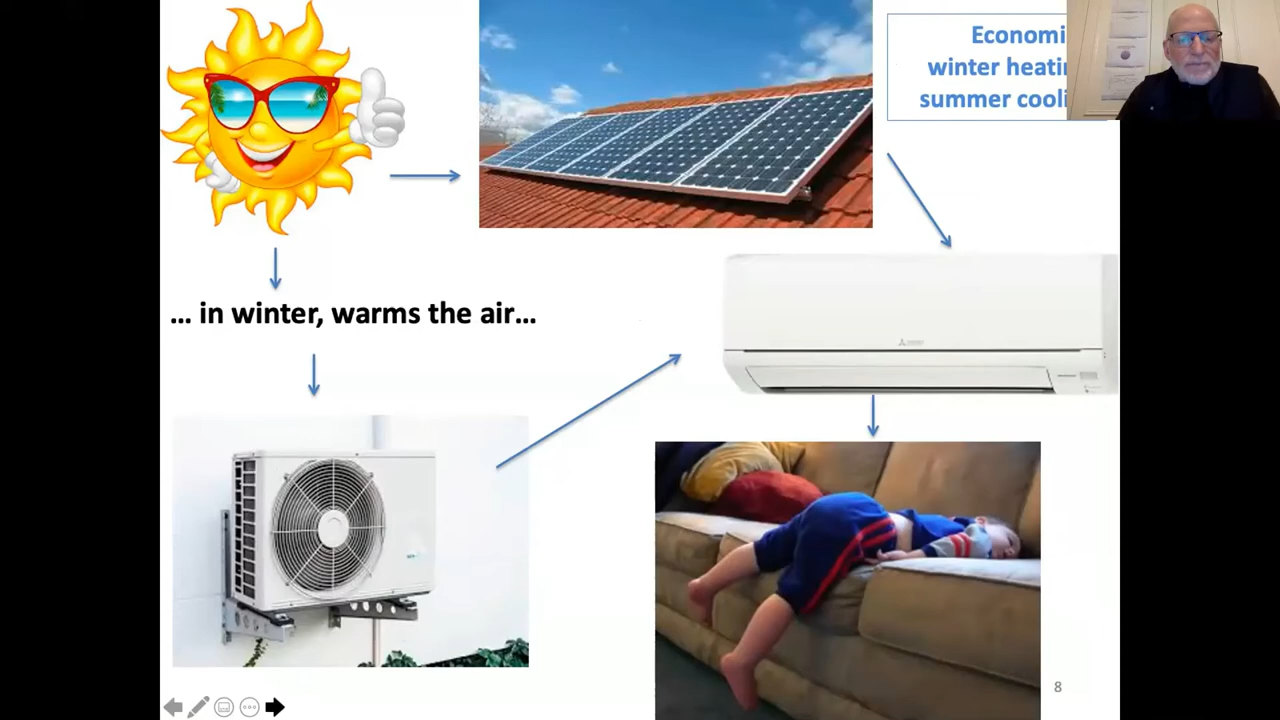 Economi
winter heati
summer cooli
... in winter, warms the air...
8